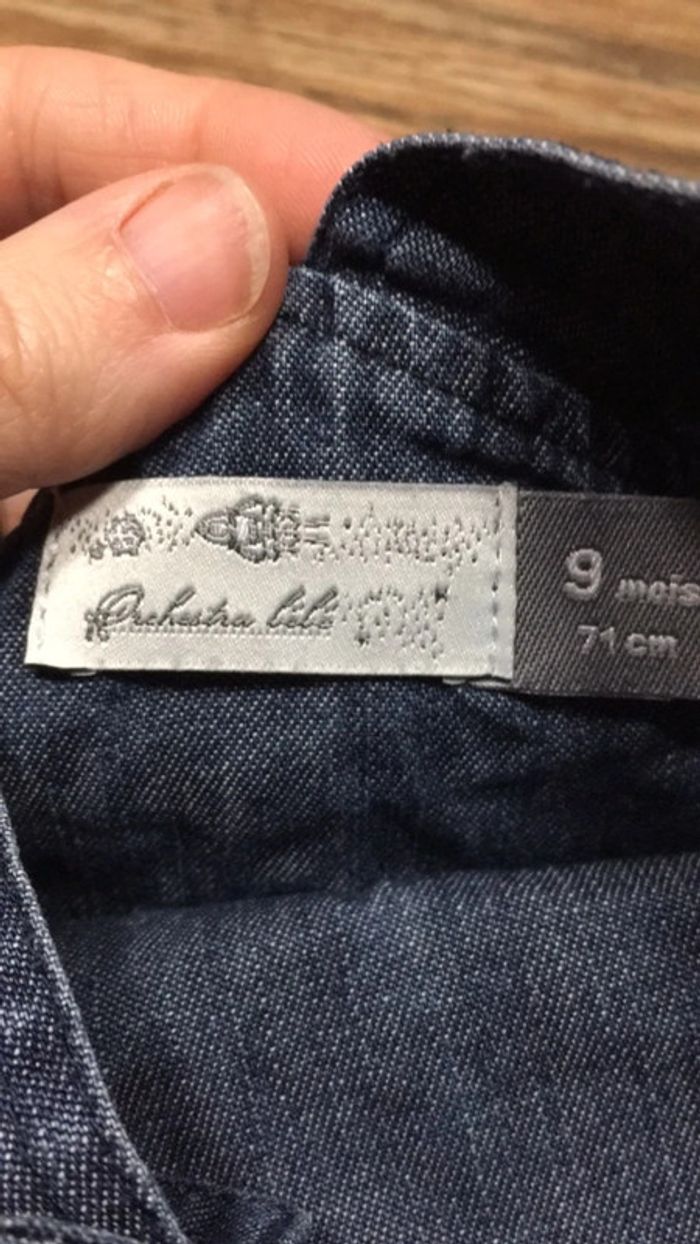 Orchestra bébé
9 mois
71 cm